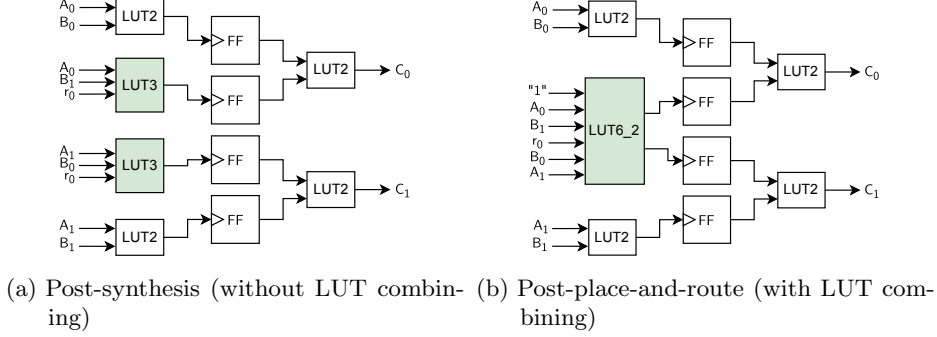 A0
B0
LUT2
FF
LUT2
C0
A0
B1
r0
LUT3
FF
A1
B0
r0
LUT3
FF
LUT2
C1
A1
B1
LUT2
FF
A0
B0
LUT2
FF
LUT2
C0
"1"
A0
B1
r0
B0
A1
LUT6_2
FF
FF
LUT2
C1
A1
B1
LUT2
FF
(a) Post-synthesis (without LUT combin-
ing)
(b) Post-place-and-route (with LUT com-
bining)